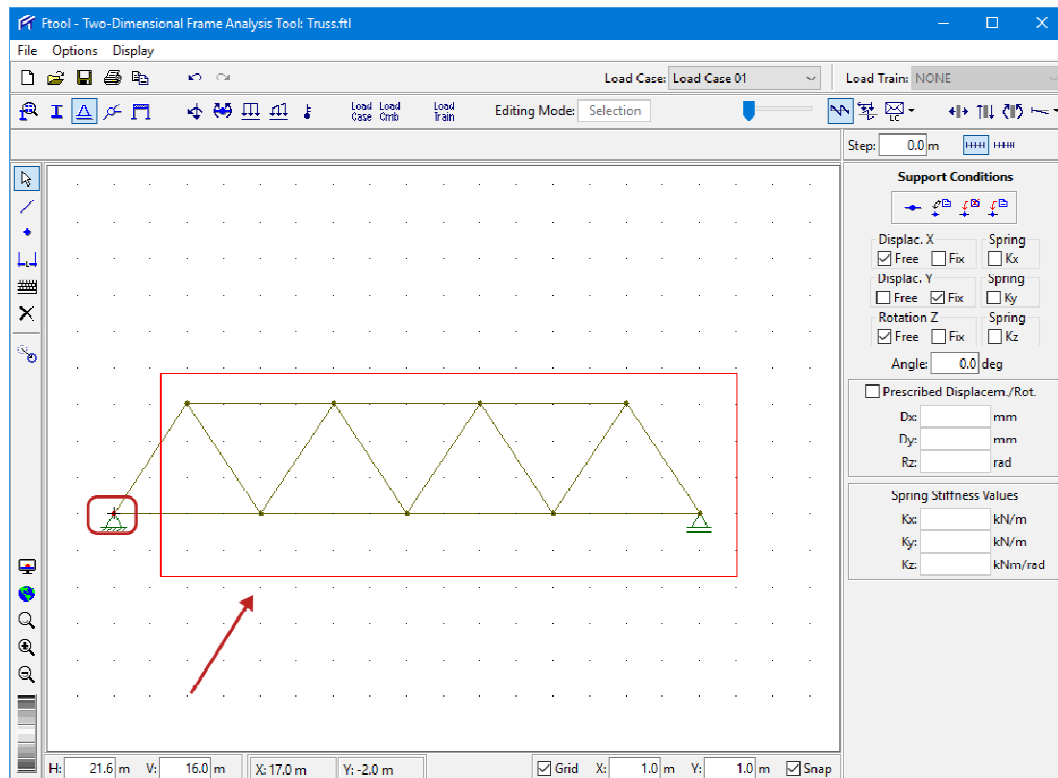 Ftool - Two-Dimensional Frame Analysis Tool: Truss.ftl
File Options Display
Load Case: Load Case 01 Load Train: NONE
Load Case Load Cmb Load Train Editing Mode: Selection LC
Step: 0.0 m
Support Conditions
Displac. X Spring
Free Fix Kx
Displac. Y Spring
Free Fix Ky
Rotation Z Spring
Free Fix Kz
Angle: 0.0 deg
Prescribed Displacem./Rot.
Dx: mm
Dy: mm
Rz: rad
Spring Stiffness Values
Kx: kN/m
Ky: kN/m
Kz: kNm/rad
H: 21.6 m V: 16.0 m X: 17.0 m Y: -2.0 m Grid X: 1.0 m Y: 1.0 m Snap